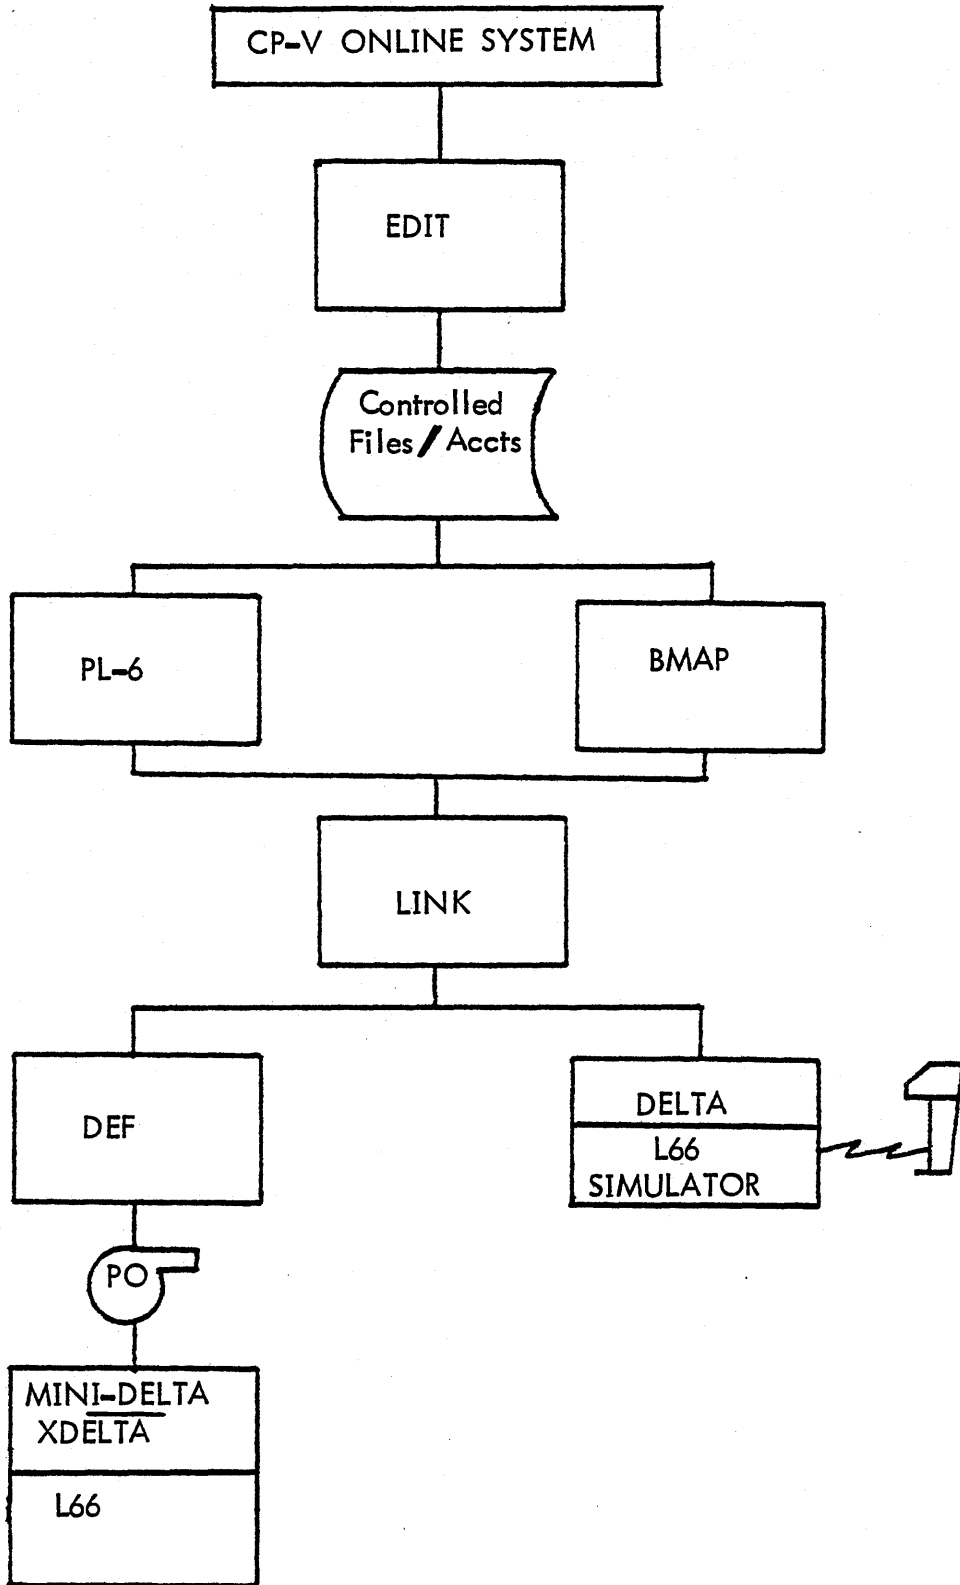 CP-V ONLINE SYSTEM
EDIT
Controlled
Files/Accts
PL-6
BMAP
LINK
DEF
DELTA
L66
SIMULATOR
PO
MINI-DELTA
XDELTA
L66